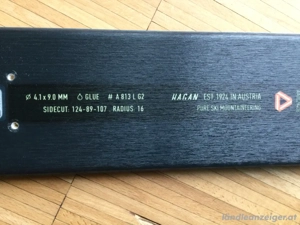 Ø 4.1 x 9.0 MM GLUE # A 813 L G2
SIDECUT. 124-89-107 . RADIUS 16
HAGAN EST. 1924 IN AUSTRIA
PURE SKI MOUNTAINEERING
ländleanzeiger.at